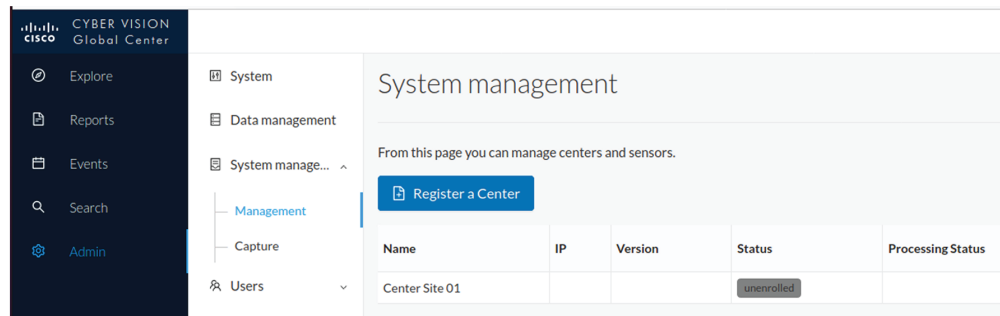 CYBER VISION
CISCO Global Center
Explore
Reports
Events
Search
Admin
System
Data management
System manage...
Management
Capture
Users
System management
From this page you can manage centers and sensors.
Register a Center
Name IP Version Status Processing Status
Center Site 01 unenrolled